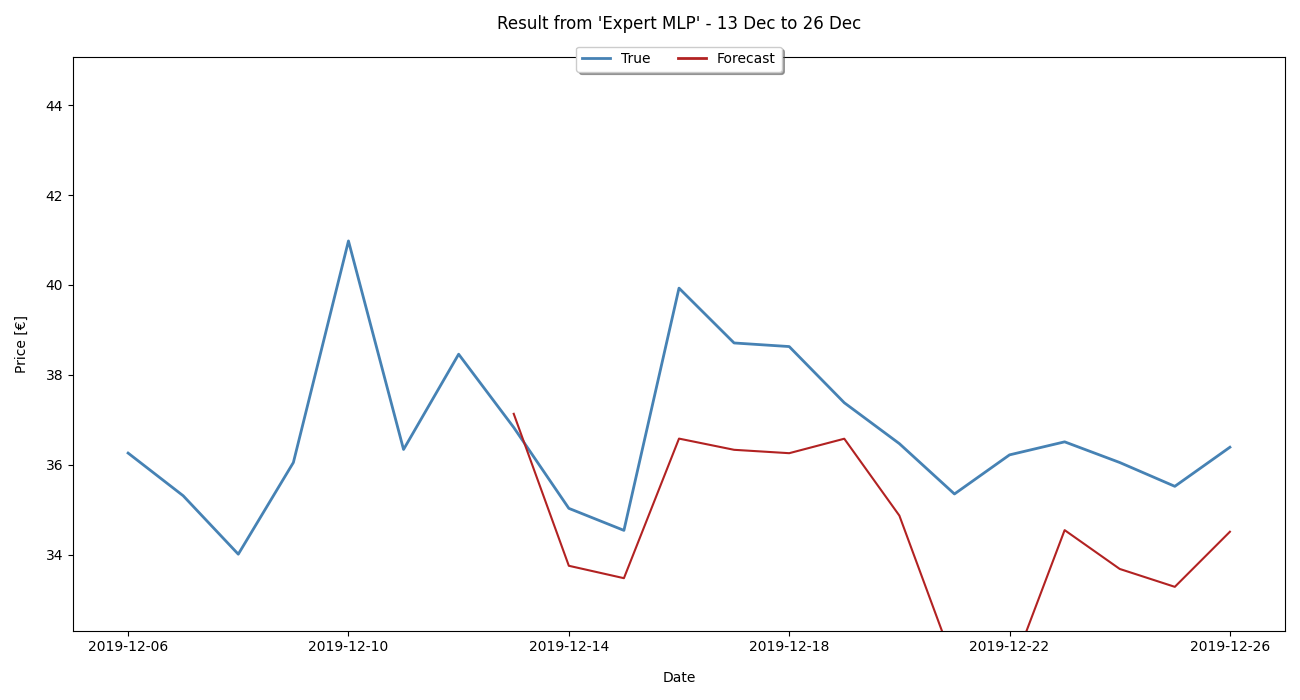 Result from 'Expert MLP' - 13 Dec to 26 Dec
True Forecast
44
42
40
38
36
34
Price [€]
2019-12-06 2019-12-10 2019-12-14 2019-12-18 2019-12-22 2019-12-26
Date